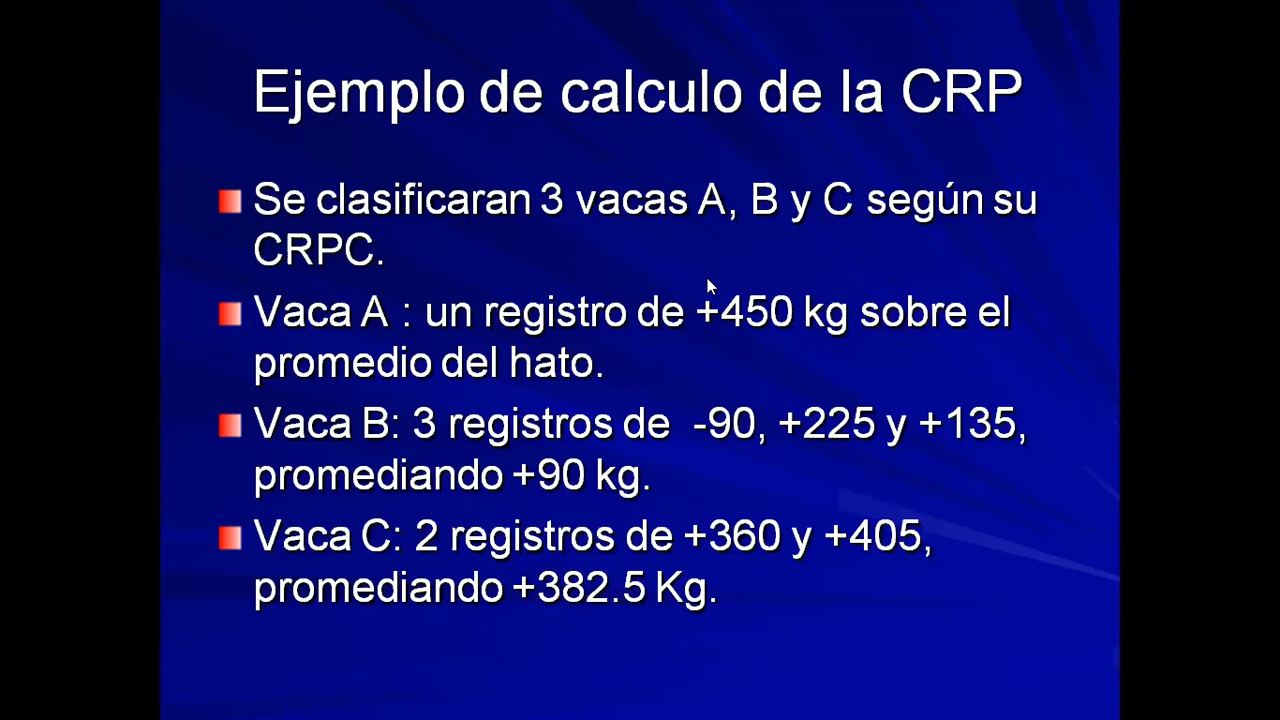 Ejemplo de calculo de la CRP
Se clasificaran 3 vacas A, B y C según su
CRPC.
Vaca A : un registro de +450 kg sobre el
promedio del hato.
Vaca B: 3 registros de -90, +225 y +135,
promediando +90 kg.
Vaca C: 2 registros de +360 y +405,
promediando +382.5 Kg.